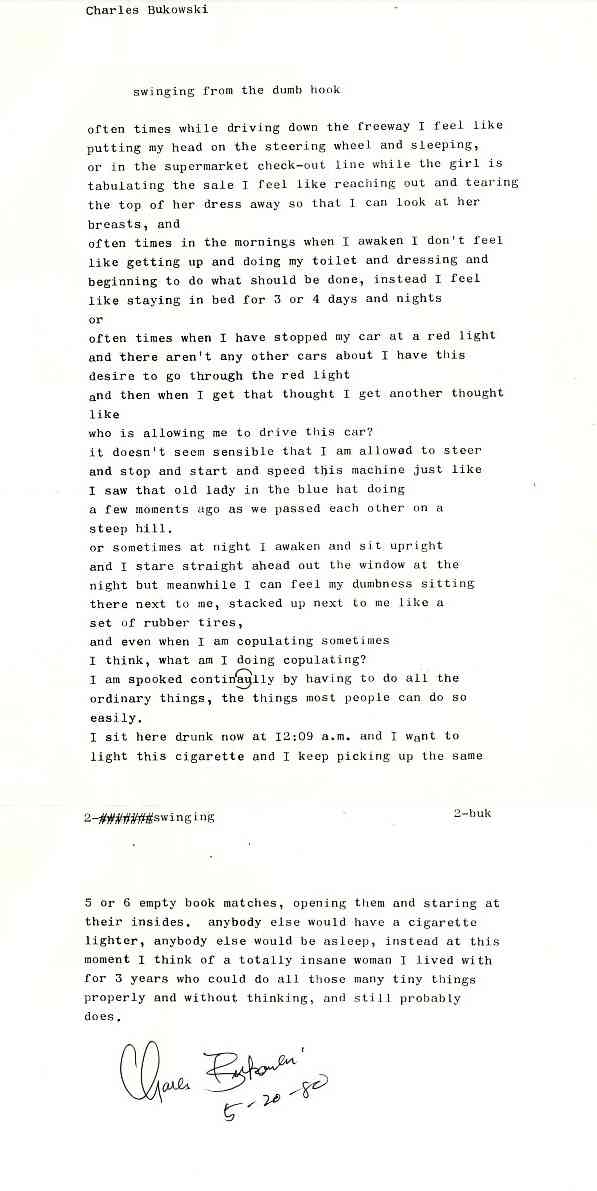 Charles Bukowski
swinging from the dumb hook
often times while driving down the freeway I feel like
putting my head on the steering wheel and sleeping,
or in the supermarket check-out line while the girl is
tabulating the sale I feel like reaching out and tearing
the top of her dress away so that I can look at her
breasts, and
often times in the mornings when I awaken I don't feel
like getting up and doing my toilet and dressing and
beginning to do what should be done, instead I feel
like staying in bed for 3 or 4 days and nights
or
often times when I have stopped my car at a red light
and there aren't any other cars about I have this
desire to go through the red light
and then when I get that thought I get another thought
like
who is allowing me to drive this car?
it doesn't seem sensible that I am allowed to steer
and stop and start and speed this machine just like
I saw that old lady in the blue hat doing
a few moments ago as we passed each other on a
steep hill.
or sometimes at night I awaken and sit upright
and I stare straight ahead out the window at the
night but meanwhile I can feel my dumbness sitting
there next to me, stacked up next to me like a
set of rubber tires,
and even when I am copulating sometimes
I think, what am I doing copulating?
I am spooked continaully by having to do all the
ordinary things, the things most people can do so
easily.
I sit here drunk now at 12:09 a.m. and I want to
light this cigarette and I keep picking up the same
2-#######swinging 2-buk
5 or 6 empty book matches, opening them and staring at
their insides. anybody else would have a cigarette
lighter, anybody else would be asleep, instead at this
moment I think of a totally insane woman I lived with
for 3 years who could do all those many tiny things
properly and without thinking, and still probably
does.
Charles Bukowski
5-20-80